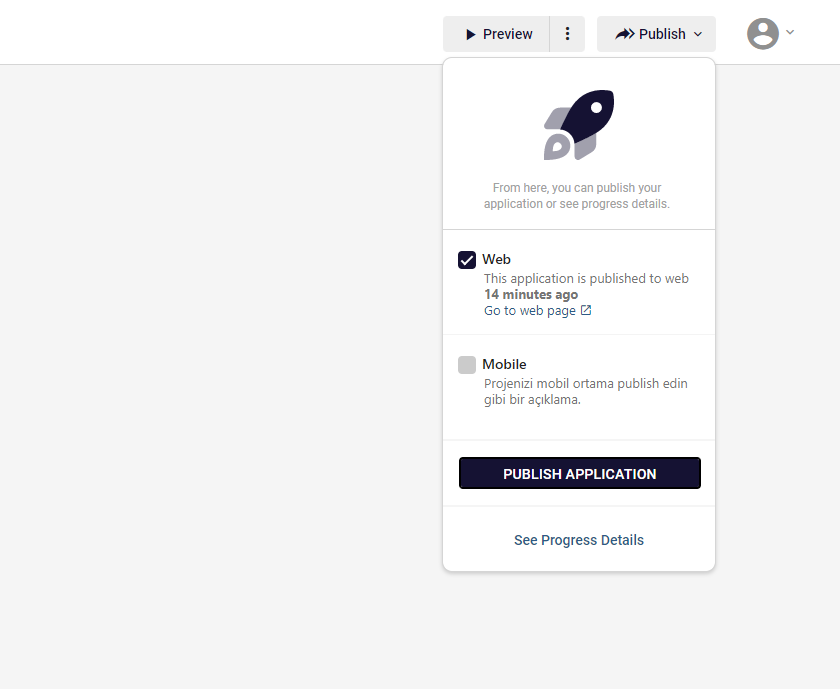 Preview
Publish
From here, you can publish your
application or see progress details.
Web
This application is published to web
14 minutes ago
Go to web page
Mobile
Projenizi mobil ortama publish edin
gibi bir açıklama.
PUBLISH APPLICATION
See Progress Details